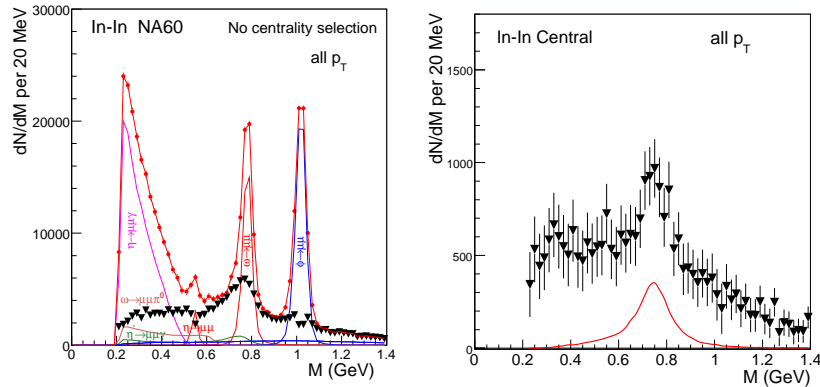 dN/dM per 20 MeV
30000
20000
10000
0
In-In NA60
No centrality selection
all p_T
η→μμγ
ω→μμ
φ→μμ
ω→μμπ⁰
η→μμ
0 0.2 0.4 0.6 0.8 1 1.2 1.4
M (GeV)
dN/dM per 20 MeV
1500
1000
500
0
In-In Central
all p_T
0 0.2 0.4 0.6 0.8 1 1.2 1.4
M (GeV)